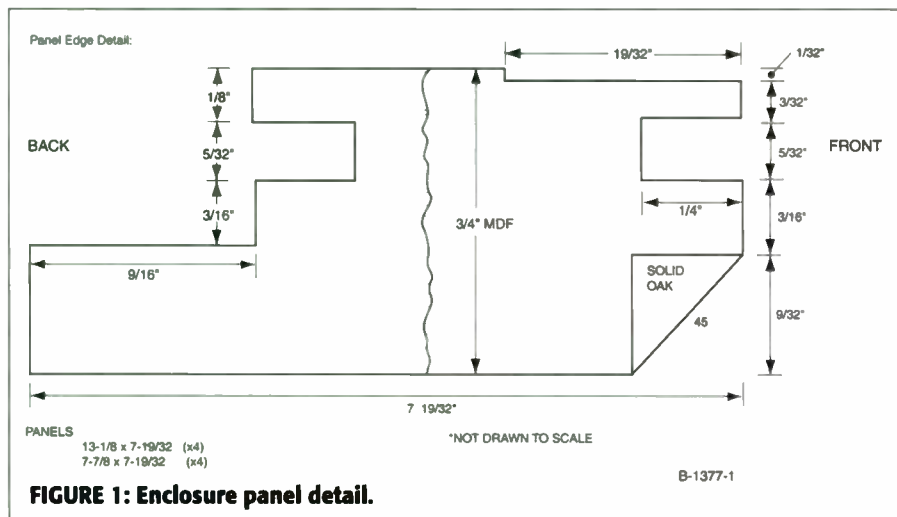 Panel Edge Detail:
19/32"
1/32"
1/8"
3/32"
BACK
5/32"
5/32"
FRONT
3/16"
3/4" MDF
1/4"
3/16"
9/16"
SOLID
OAK
45
9/32"
7 19/32"
PANELS
13-1/8 x 7-19/32 (x4)
7-7/8 x 7-19/32 (x4)
*NOT DRAWN TO SCALE
B-1377-1
FIGURE 1: Enclosure panel detail.